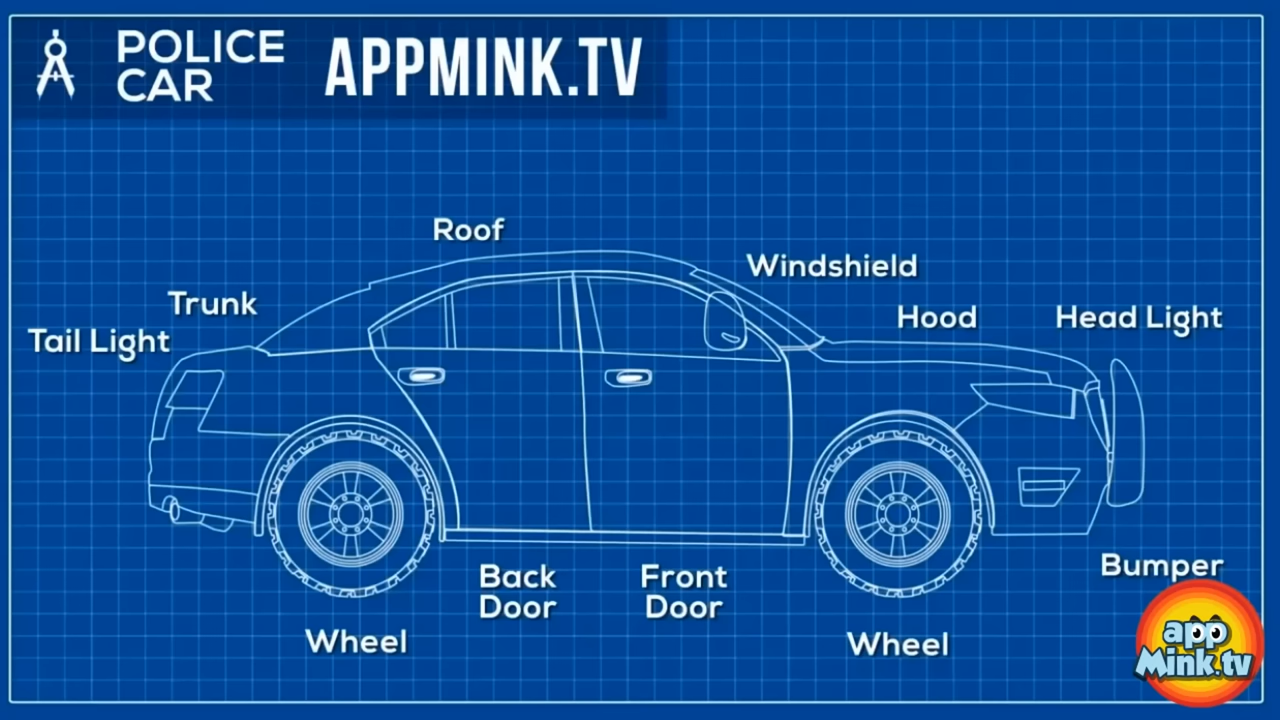 POLICE
CAR
APPMINK.TV
Roof
Windshield
Trunk
Hood
Head Light
Tail Light
Back
Door
Front
Door
Bumper
Wheel
Wheel
app
Mink.tv